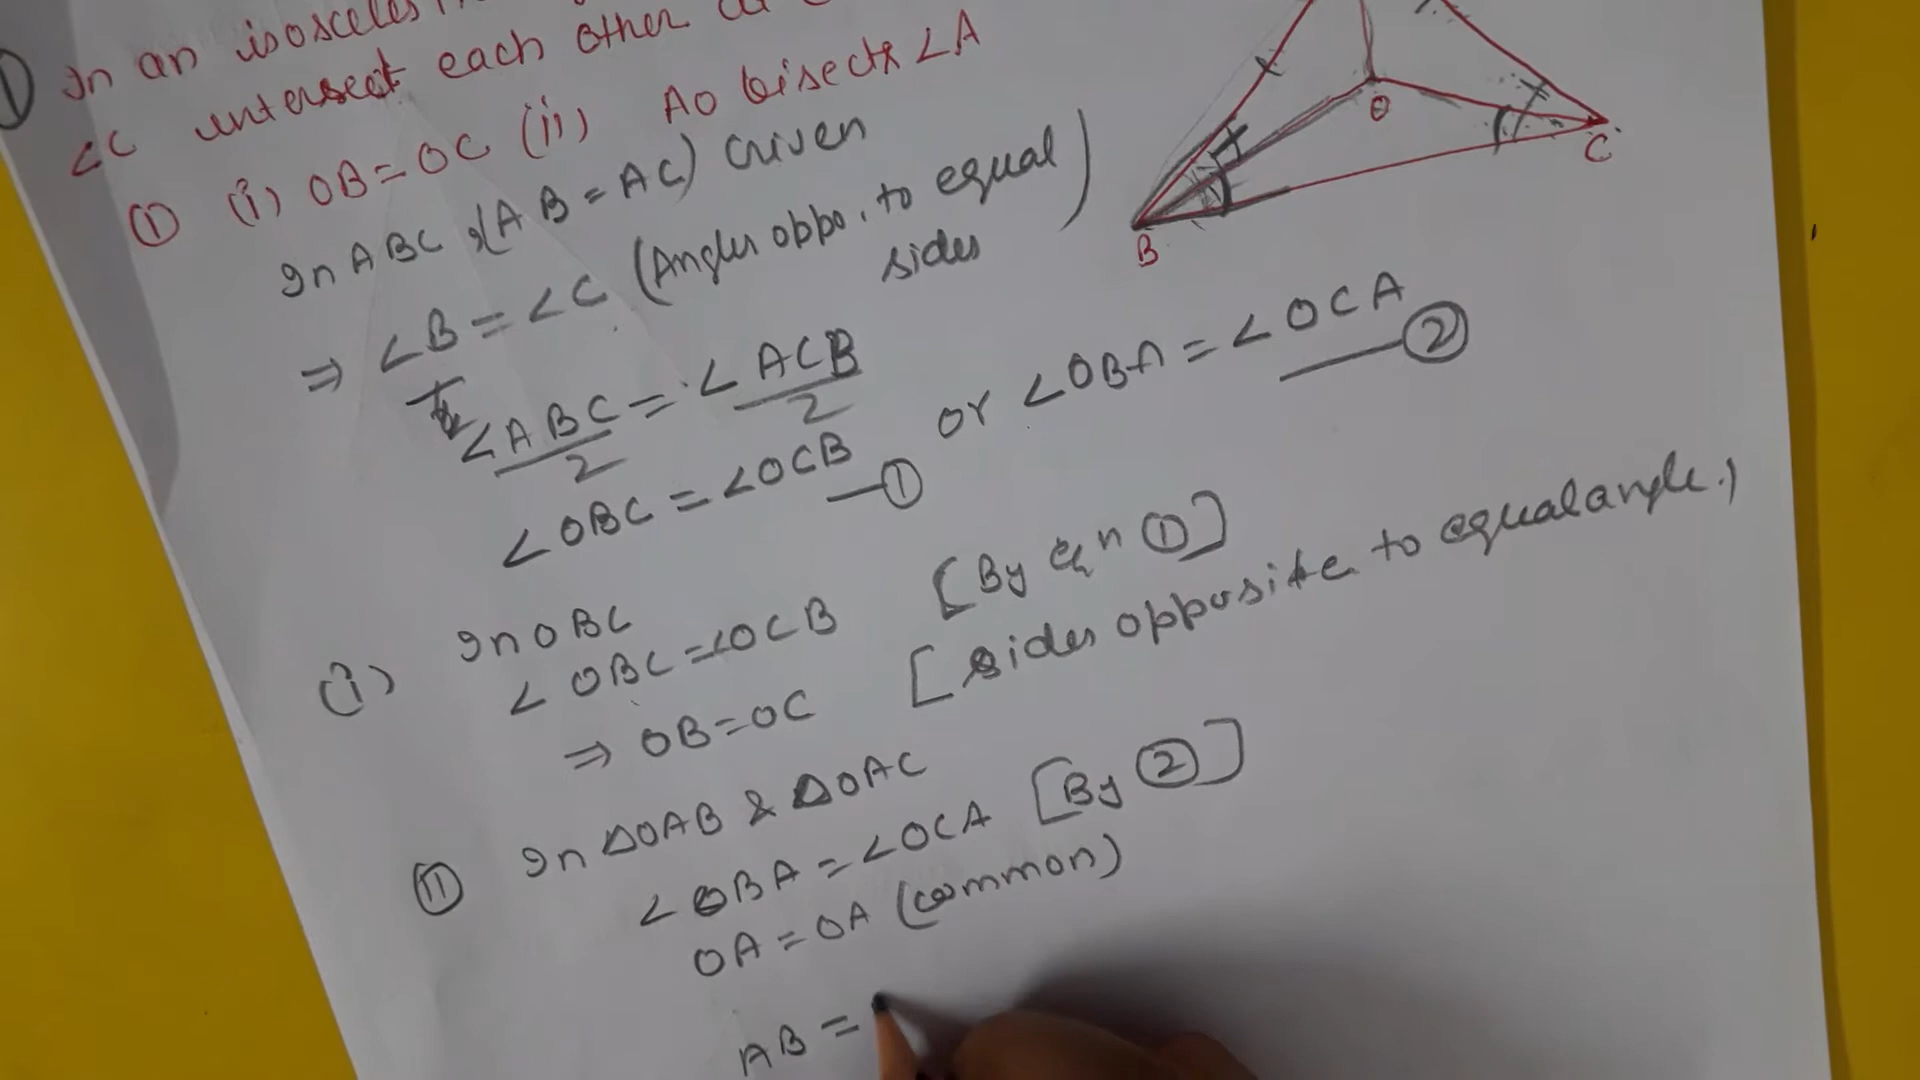 ① In an isosceles
∠C intersect each other at
① (i) OB=OC (ii) AO bisects ∠A
In ABC, (AB=AC) Given
⇒ ∠B=∠C (Angles oppo. to equal sides)
∠ABC/2 = ∠ACB/2
∠OBC=∠OCB —① or ∠OBA=∠OCA —②
(i) In OBC
∠OBC=∠OCB [By eqn ①]
⇒ OB=OC [sides opposite to equal angle.]
(ii) In ΔOAB & ΔOAC
∠OBA=∠OCA [By ②]
OA=OA (common)
AB=
O
C
B